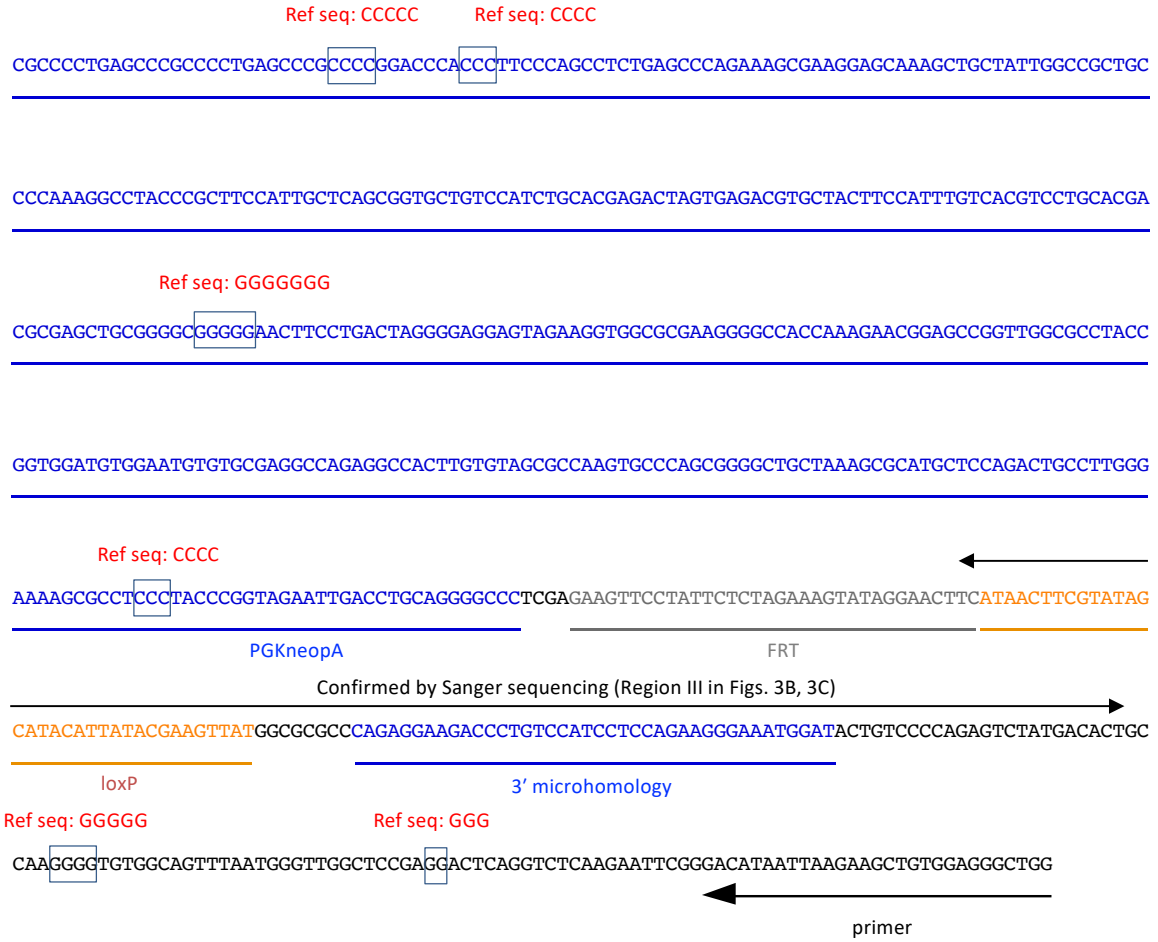 Ref seq: CCCCC Ref seq: CCCC
CGCCCCTGAGCCCGCCCCTGAGCCCGCCCCGGACCCACCCTTCCCAGCCTCTGAGCCCAGAAAGCGAAGGAGCAAAGCTGCTATTGGCCGCTGC
CCCAAAGGCCTACCCGCTTCCATTGCTCAGCGGTGCTGTCCATCTGCACGAGACTAGTGAGACGTGCTACTTCCATTTGTCACGTCCTGCACGA
Ref seq: GGGGGGG
CGCGAGCTGCGGGGCGGGGGAACTTCCTGACTAGGGGAGGAGTAGAAGGTGGCGCGAAGGGGCCACCAAAGAACGGAGCCGGTTGGCGCCTACC
GGTGGATGTGGAATGTGTGCGAGGCCAGAGGCCACTTGTGTAGCGCCAAGTGCCCAGCGGGGCTGCTAAAGCGCATGCTCCAGACTGCCTTGGG
Ref seq: CCCC
AAAAGCGCCTCCCTACCCGGTAGAATTGACCTGCAGGGGCCCTCGAGAAGTTCCTATTCTCTAGAAAGTATAGGAACTTCATAACTTCGTATAG
PGKneopA FRT
Confirmed by Sanger sequencing (Region III in Figs. 3B, 3C)
CATACATTATACGAAGTTATGGCGCGCCCAGAGGAAGACCCTGTCCATCCTCCAGAAGGGAAATGGATACTGTCCCCAGAGTCTATGACACTGC
loxP 3′ microhomology
Ref seq: GGGGG Ref seq: GGG
CAAGGGGTGTGGCAGTTTAATGGGTTGGCTCCGAGGACTCAGGTCTCAAGAATTCGGGACATAATTAAGAAGCTGTGGAGGGCTGG
primer